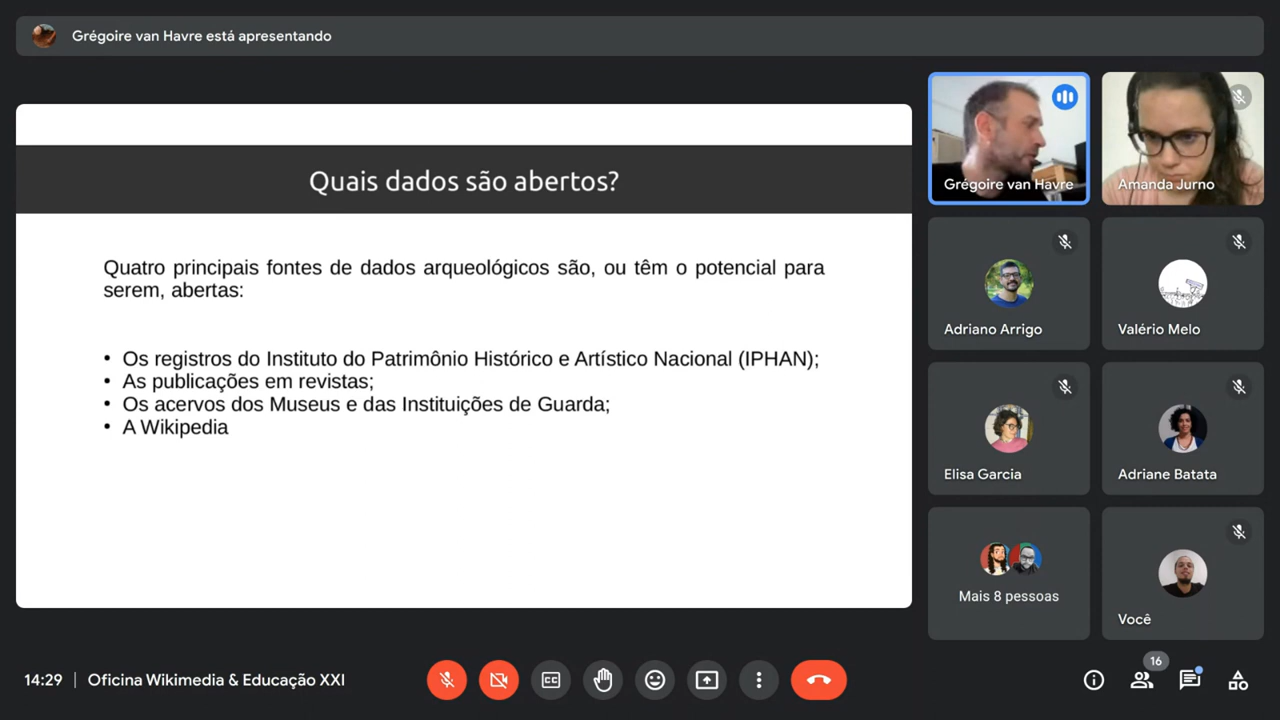 Grégoire van Havre está apresentando
Quais dados são abertos?
Quatro principais fontes de dados arqueológicos são, ou têm o potencial para
serem, abertas:
• Os registros do Instituto do Patrimônio Histórico e Artístico Nacional (IPHAN);
• As publicações em revistas;
• Os acervos dos Museus e das Instituições de Guarda;
• A Wikipedia
Grégoire van Havre
Amanda Jurno
Adriano Arrigo
Valério Melo
Elisa Garcia
Adriane Batata
Mais 8 pessoas
Você
14:29 | Oficina Wikimedia & Educação XXI
CC
16